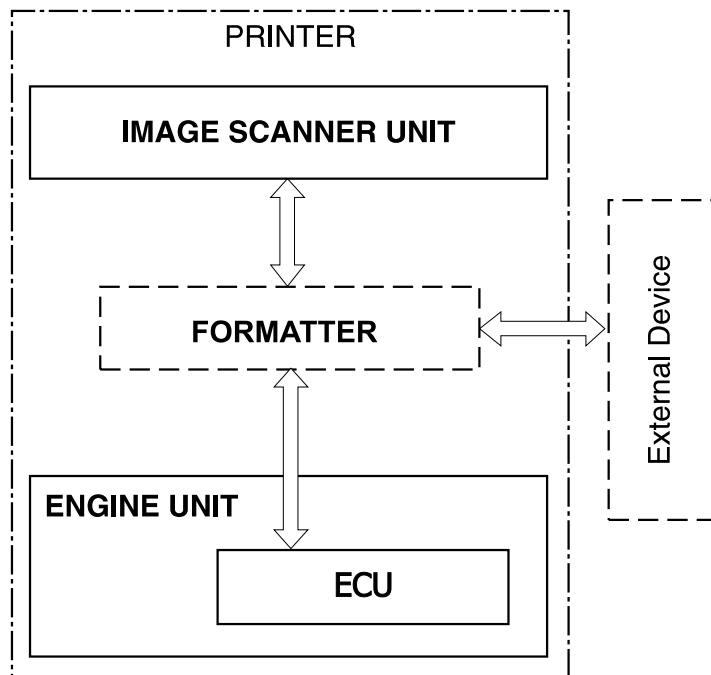 PRINTER
IMAGE SCANNER UNIT
FORMATTER
External Device
ENGINE UNIT
ECU